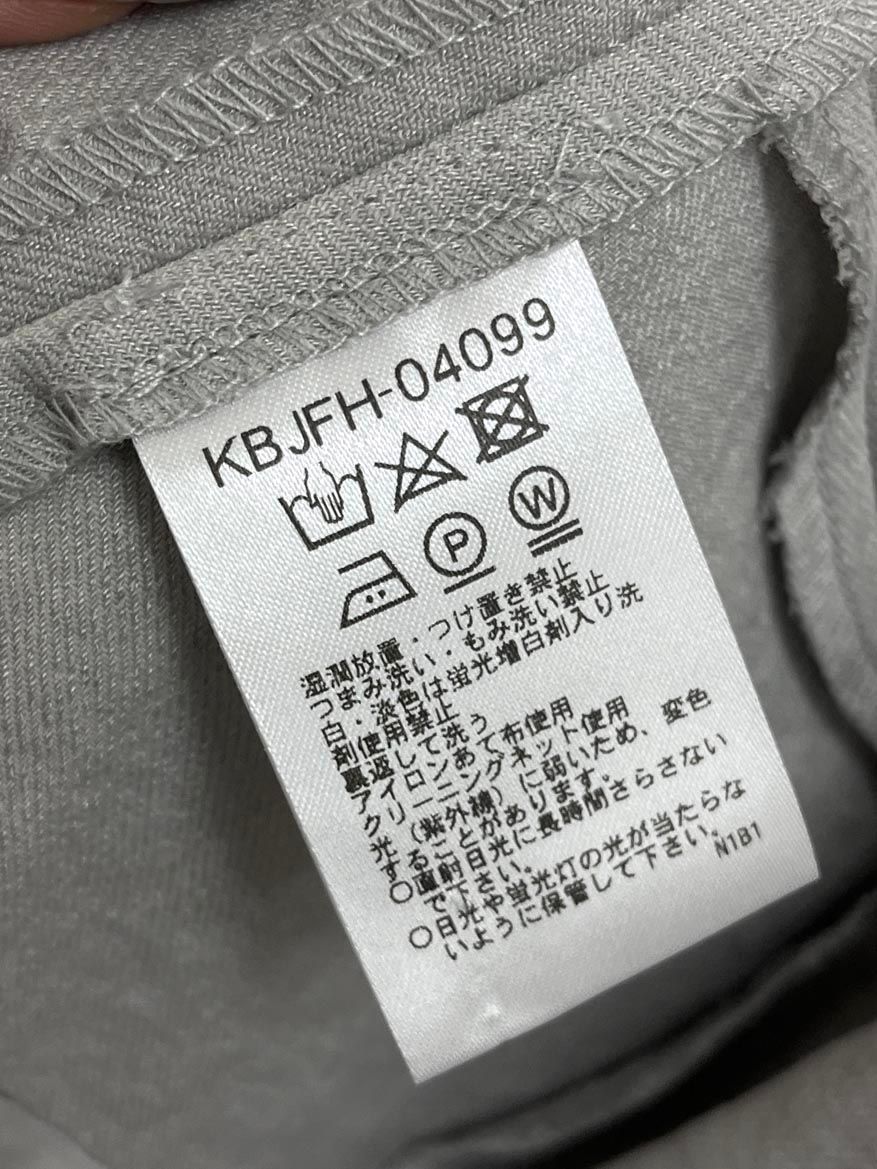 KBJFH-04099
P W
湿潤放置・つけ置き禁止
つまみ洗い・もみ洗い禁止
白・淡色は蛍光増白剤入り洗
剤使用禁止
裏返して洗う
アイロンあて布使用
クリーニングネット使用
光(紫外線)に弱いため、変色
することがあります。
○直射日光に長時間さらさない
で下さい。
○日光や蛍光灯の光が当たらな
いように保管して下さい。
N1B1